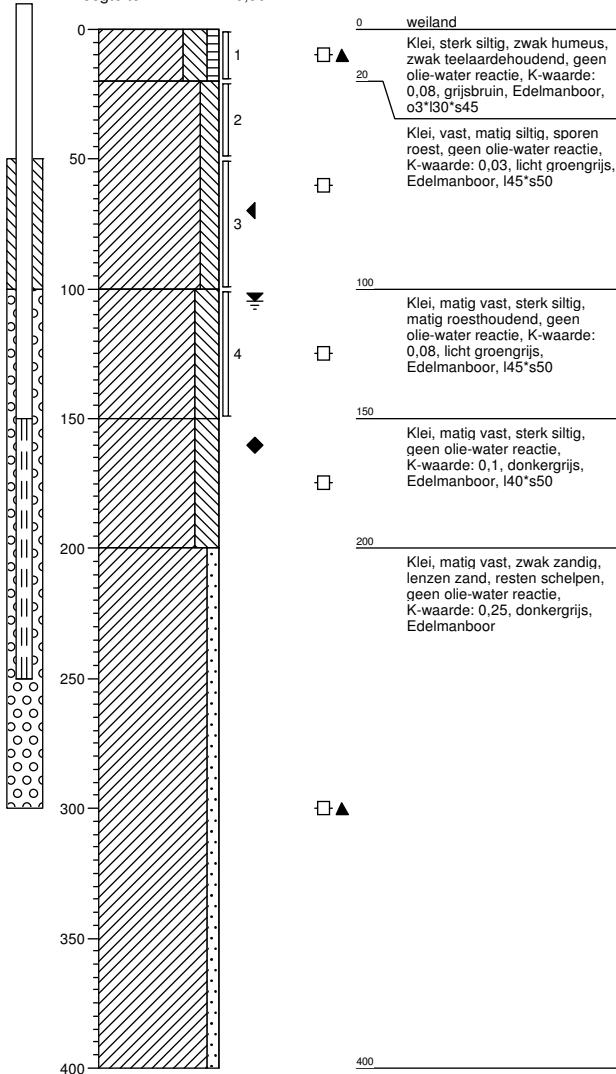 0
50
100
150
200
250
300
350
400
1
2
3
4
0 weiland
Klei, sterk siltig, zwak humeus,
zwak teelaardehoudend, geen
olie-water reactie, K-waarde:
0,08, grijsbruin, Edelmanboor,
o3*l30*s45
20
Klei, vast, matig siltig, sporen
roest, geen olie-water reactie,
K-waarde: 0,03, licht groengrijs,
Edelmanboor, l45*s50
100
Klei, matig vast, sterk siltig,
matig roesthoudend, geen
olie-water reactie, K-waarde:
0,08, licht groengrijs,
Edelmanboor, l45*s50
150
Klei, matig vast, sterk siltig,
geen olie-water reactie,
K-waarde: 0,1, donkergrijs,
Edelmanboor, l40*s50
200
Klei, matig vast, zwak zandig,
lenzen zand, resten schelpen,
geen olie-water reactie,
K-waarde: 0,25, donkergrijs,
Edelmanboor
400